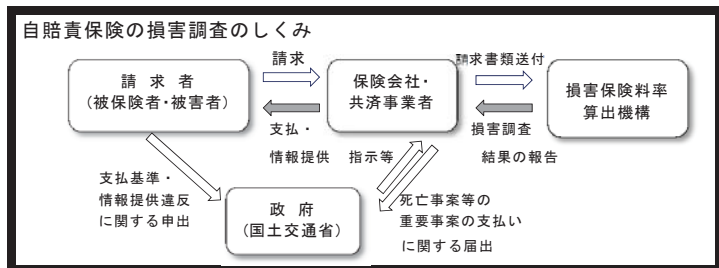 自賠責保険の損害調査のしくみ
請求
請求書類送付
請 求 者
(被保険者・被害者)
保険会社・
共済事業者
損害保険料率
算出機構
支払・
情報提供
指示等
損害調査
結果の報告
支払基準・
情報提供違反
に関する申出
政 府
(国土交通省)
死亡事案等の
重要事案の支払い
に関する届出